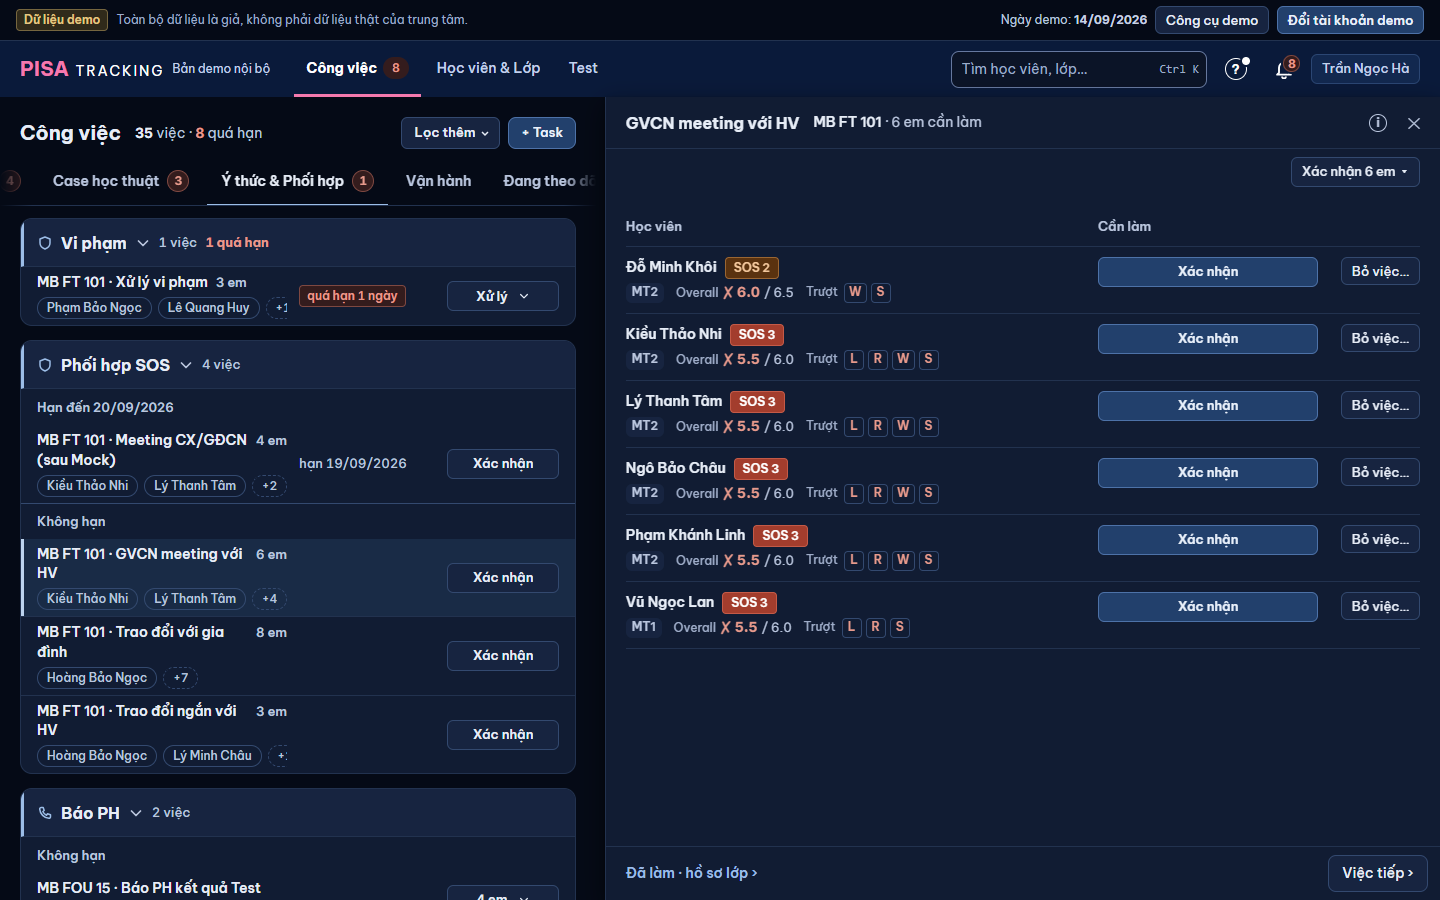 Dữ liệu demo Toàn bộ dữ liệu là giả, không phải dữ liệu thật của trung tâm. Ngày demo: 14/09/2026 Công cụ demo Đổi tài khoản demo
PISA TRACKING Bản demo nội bộ Công việc 8 Học viên & Lớp Test Tìm học viên, lớp... Ctrl K ? 8 Trần Ngọc Hà
Công việc 35 việc · 8 quá hạn Lọc thêm + Task
4 Case học thuật 3 Ý thức & Phối hợp 1 Vận hành Đang theo
Vi phạm 1 việc 1 quá hạn
MB FT 101 · Xử lý vi phạm 3 em
Phạm Bảo Ngọc Lê Quang Huy
quá hạn 1 ngày Xử lý
Phối hợp SOS 4 việc
Hạn đến 20/09/2026
MB FT 101 · Meeting CX/GĐCN 4 em
(sau Mock)
Kiều Thảo Nhi Lý Thanh Tâm +2
hạn 19/09/2026 Xác nhận
Không hạn
MB FT 101 · GVCN meeting với 6 em
HV
Kiều Thảo Nhi Lý Thanh Tâm +4
Xác nhận
MB FT 101 · Trao đổi với gia 8 em
đình
Hoàng Bảo Ngọc +7
Xác nhận
MB FT 101 · Trao đổi ngắn với 3 em
HV
Hoàng Bảo Ngọc Lý Minh Châu
Xác nhận
Báo PH 2 việc
Không hạn
MB FOU 15 · Báo PH kết quả Test
4 em
GVCN meeting với HV MB FT 101 · 6 em cần làm
Xác nhận 6 em
Học viên Cần làm
Đỗ Minh Khôi SOS 2 Xác nhận Bỏ việc...
MT2 Overall ✗ 6.0 / 6.5 Trượt W S
Kiều Thảo Nhi SOS 3 Xác nhận Bỏ việc...
MT2 Overall ✗ 5.5 / 6.0 Trượt L R W S
Lý Thanh Tâm SOS 3 Xác nhận Bỏ việc...
MT2 Overall ✗ 5.5 / 6.0 Trượt L R W S
Ngô Bảo Châu SOS 3 Xác nhận Bỏ việc...
MT2 Overall ✗ 5.5 / 6.0 Trượt L R W S
Phạm Khánh Linh SOS 3 Xác nhận Bỏ việc...
MT2 Overall ✗ 5.5 / 6.0 Trượt L R W S
Vũ Ngọc Lan SOS 3 Xác nhận Bỏ việc...
MT1 Overall ✗ 5.5 / 6.0 Trượt L R S
Đã làm · hồ sơ lớp › Việc tiếp ›